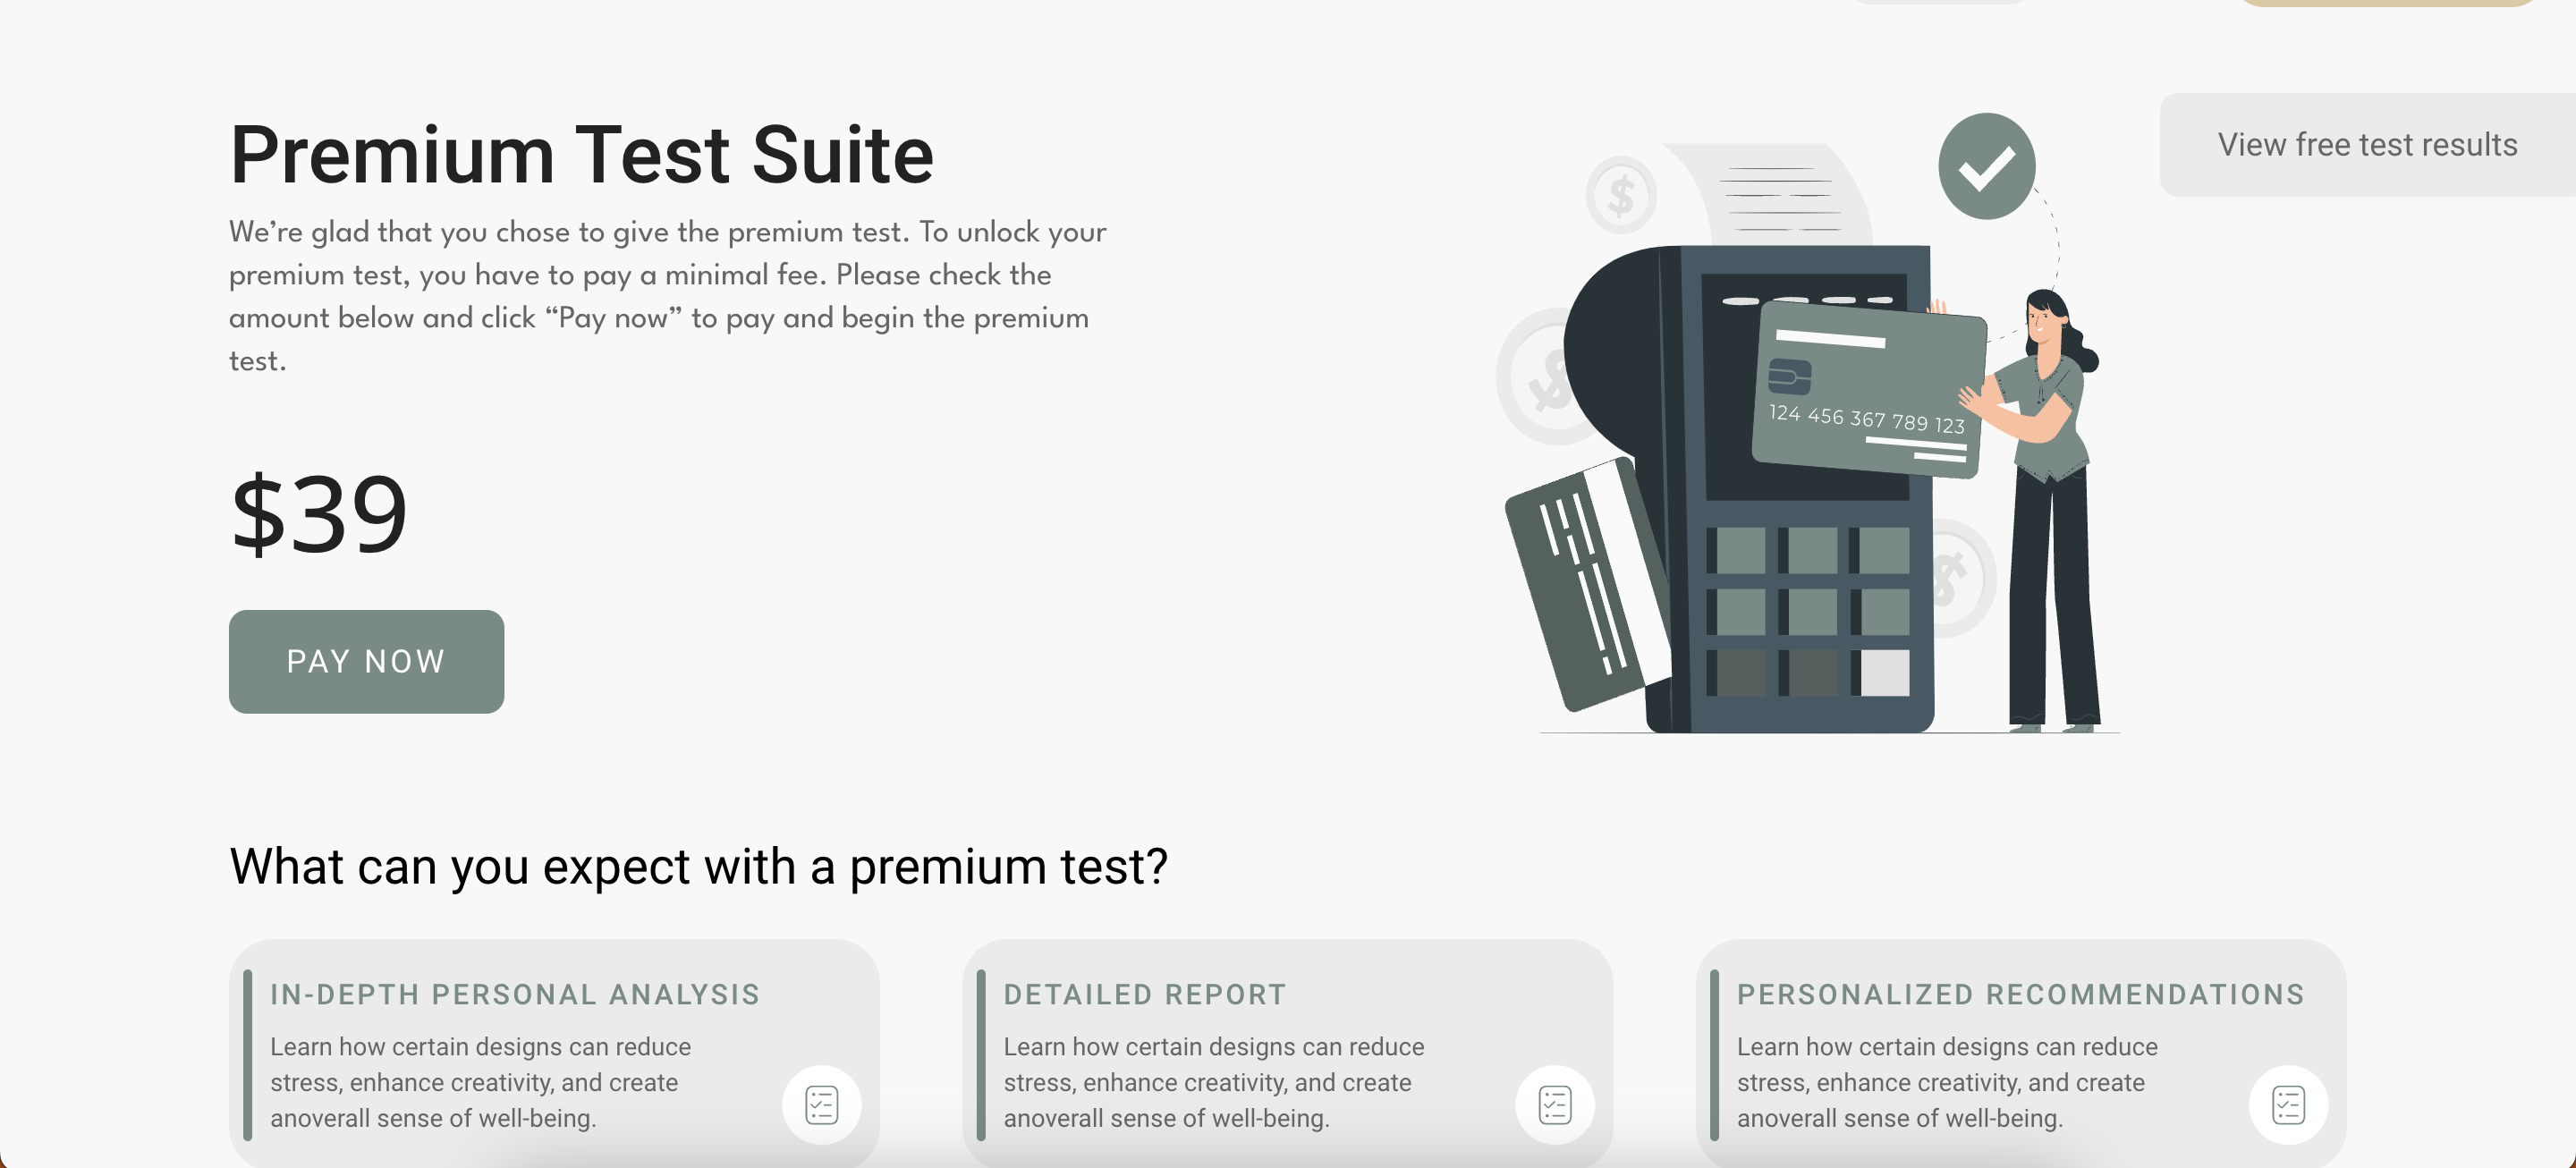 View free test results
Premium Test Suite
We’re glad that you chose to give the premium test. To unlock your
premium test, you have to pay a minimal fee. Please check the
amount below and click “Pay now” to pay and begin the premium
test.
$39
PAY NOW
$
$
$
124 456 367 789 123
What can you expect with a premium test?
IN-DEPTH PERSONAL ANALYSIS
Learn how certain designs can reduce
stress, enhance creativity, and create
anoverall sense of well-being.
DETAILED REPORT
Learn how certain designs can reduce
stress, enhance creativity, and create
anoverall sense of well-being.
PERSONALIZED RECOMMENDATIONS
Learn how certain designs can reduce
stress, enhance creativity, and create
anoverall sense of well-being.